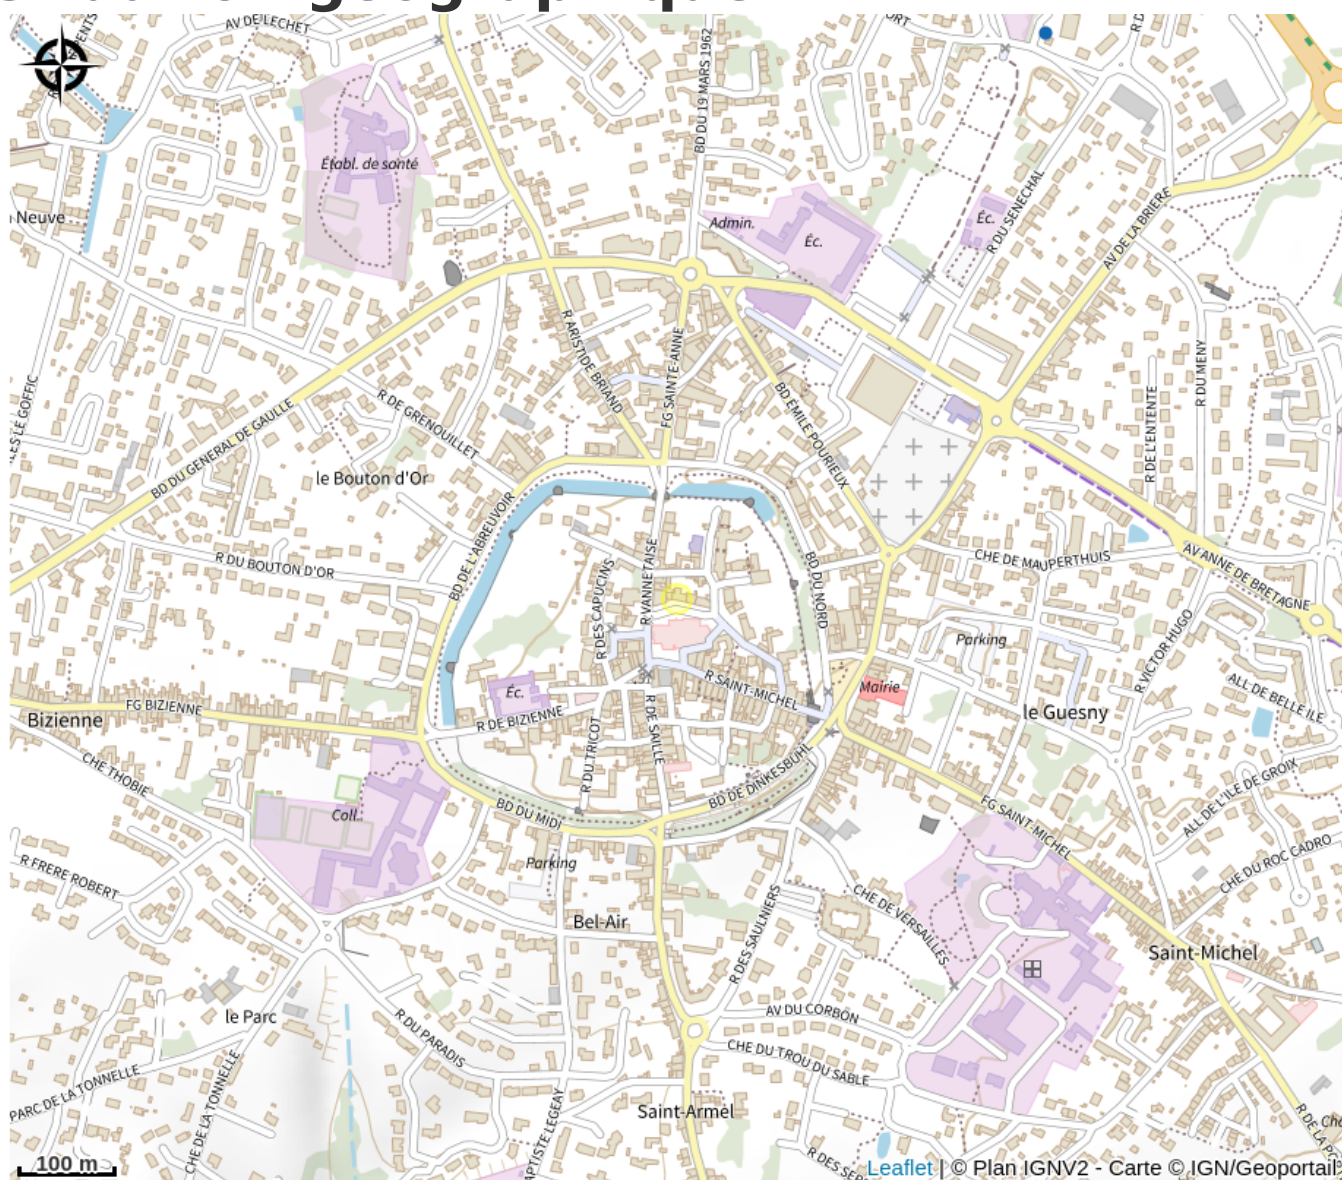 AV DE LECHET
BD DU 19 MARS 1962
Établ. de santé
Neuve
Admin.
Éc.
Éc.
R DU SENECHAL
AV DE LA BRIERE
R ARISTIDE BRIAND
FG SAINTE-ANNE
BD EMILE POURIEUX
R DU MENY
R DE L'ENTENTE
LE GOFFIC
BD DU GENERAL DE GAULLE
R DE GRENOUILLET
le Bouton d'Or
BD DE L'ABREUVOIR
R DU BOUTON D'OR
R VANNETAISE
R DES CAPUCINS
BD DU NORD
CHE DE MAUPERTHUIS
AV ANNE DE BRETAGNE
Parking
R VICTOR HUGO
Mairie
R SAINT-MICHEL
Éc.
R DE BIZIENNE
R DE SAILLE
R DU TRICOT
FG BIZIENNE
Bizienne
le Guesny
ALL DE BELLE ILE
CHE THOBIE
BD DE DINKESBÜHL
BD DU MIDI
Coll.
FG SAINT-MICHEL
ALL DE L'ILE DE GROIX
CHE DU ROC CADRO
R FRERE ROBERT
Parking
Bel-Air
CHE DE VERSAILLES
R DES SAULNIERS
Saint-Michel
le Parc
R DU PARADIS
AV DU CORBON
CHE DU TROU DU SABLE
PARC DE LA TONNELLE
CHE DE LA TONNELLE
Saint-Armel
100 m
Leaflet | © Plan IGNV2 - Carte © IGN/Geoportail